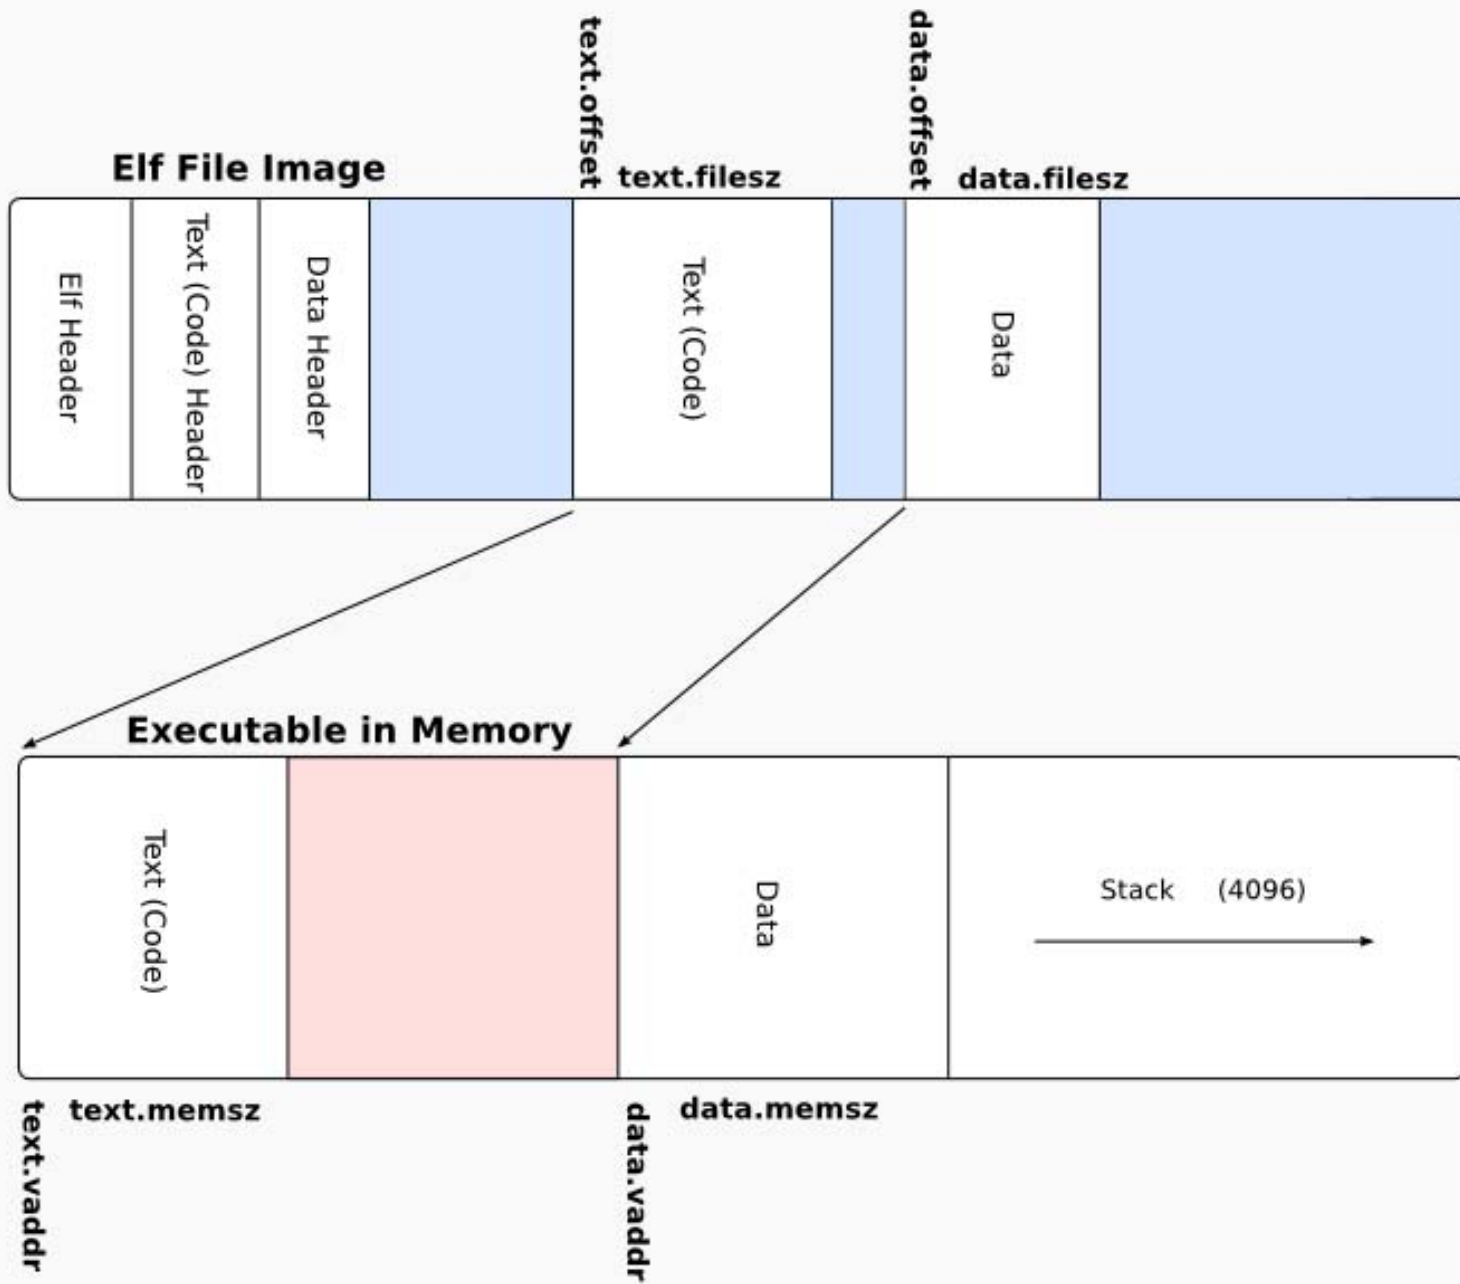 text.offset
data.offset
Elf File Image
text.filesz
data.filesz
Elf Header
Text (Code) Header
Data Header
Text (Code)
Data
Executable in Memory
Text (Code)
Data
Stack (4096)
text.vaddr
text.memsz
data.vaddr
data.memsz